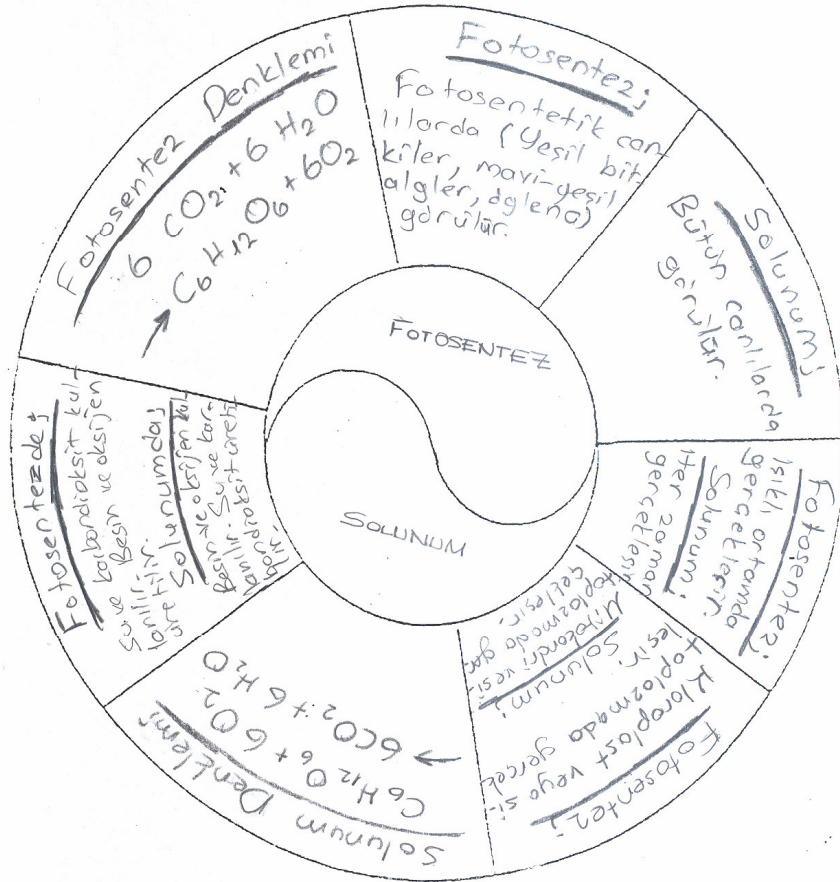 Fotosentez Denklemi
6 CO2 + 6 H2O
→ C6H12O6 + 6O2
Fotosentez;
Fotosentetik can-
lılarda (Yeşil bit-
kiler, mavi-yeşil
algler, öglena)
görülür.
Solunum;
Bütün canlılarda
görülür.
Fotosentez;
Işıklı ortamda
gerçekleşir.
Solunum;
Her zaman
gerçekleşir
Fotosentez;
Kloroplast veya si-
toplazmada gerçek-
leşir.
Solunum;
Mitokondri ve si-
toplazmada ger-
çekleşir.
Solunum Denklemi
C6H12O6 + 6O2
→ 6CO2 + 6H2O
Fotosentezde;
Su ve karbondioksit kul-
lanılır. Besin ve oksijen
üretilir.
Solunumda;
Besin ve oksijen kul-
lanılır. Su ve kar-
bondioksit üreti-
lir.
FOTOSENTEZ
SOLUNUM